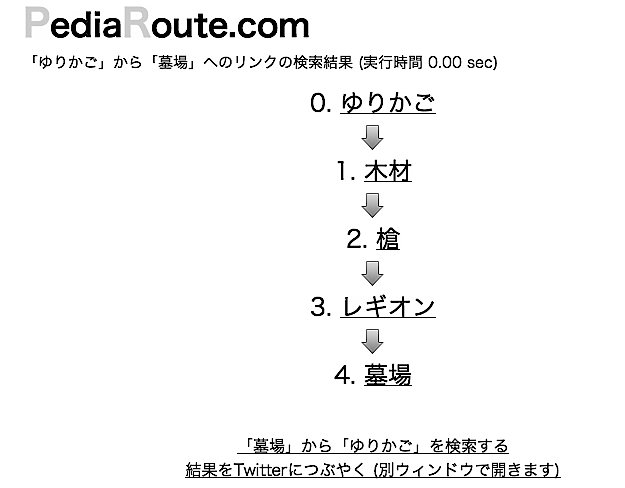 PediaRoute.com
「ゆりかご」から「墓場」へのリンクの検索結果 (実行時間 0.00 sec)
0. ゆりかご
1. 木材
2. 槍
3. レギオン
4. 墓場
「墓場」から「ゆりかご」を検索する
結果をTwitterにつぶやく (別ウィンドウで開きます)